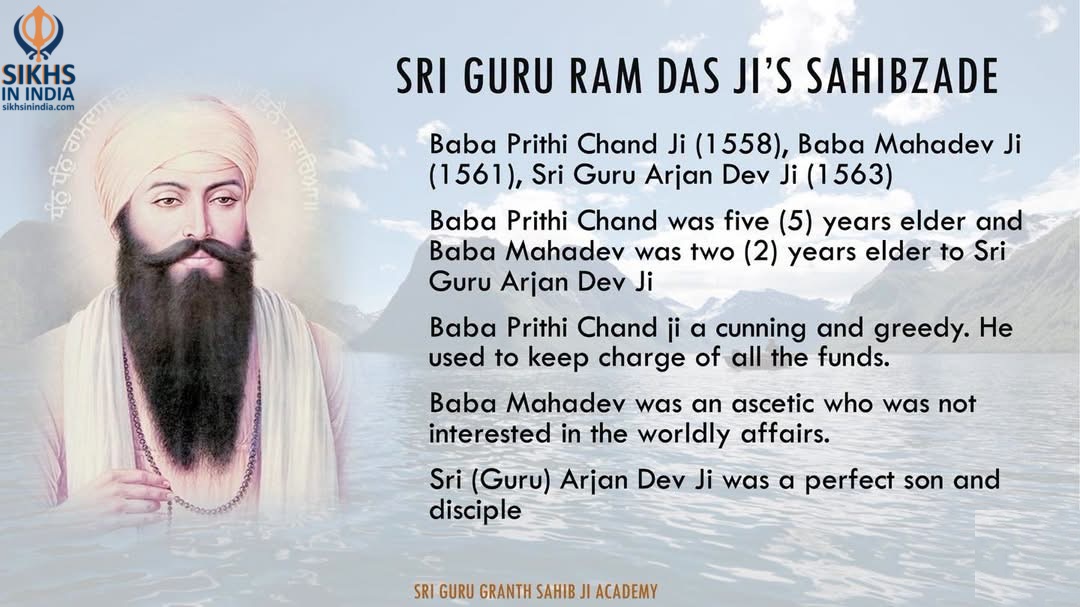 SIKHS
IN INDIA
sikhsinindia.com
SRI GURU RAM DAS JI'S SAHIBZADE
Baba Prithi Chand Ji (1558), Baba Mahadev Ji
(1561), Sri Guru Arjan Dev Ji (1563)
Baba Prithi Chand was five (5) years elder and
Baba Mahadev was two (2) years elder to Sri
Guru Arjan Dev Ji
Baba Prithi Chand ji a cunning and greedy. He
used to keep charge of all the funds.
Baba Mahadev was an ascetic who was not
interested in the worldly affairs.
Sri (Guru) Arjan Dev Ji was a perfect son and
disciple
SRI GURU GRANTH SAHIB JI ACADEMY